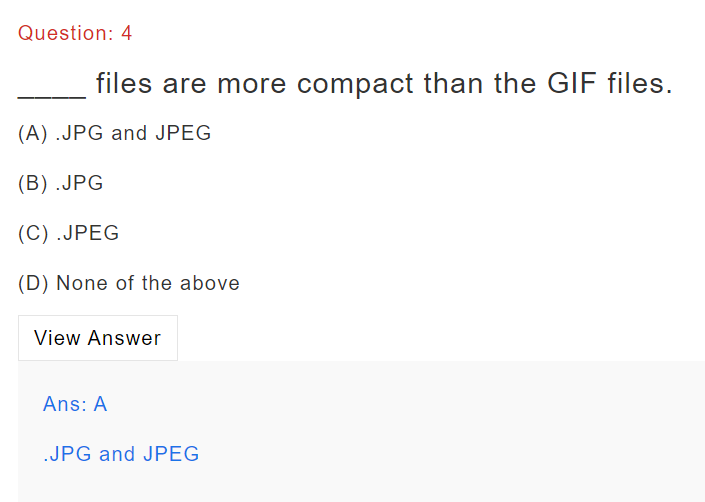 Question: 4
____ files are more compact than the GIF files.
(A) .JPG and JPEG
(B) .JPG
(C) .JPEG
(D) None of the above
View Answer
Ans: A
.JPG and JPEG